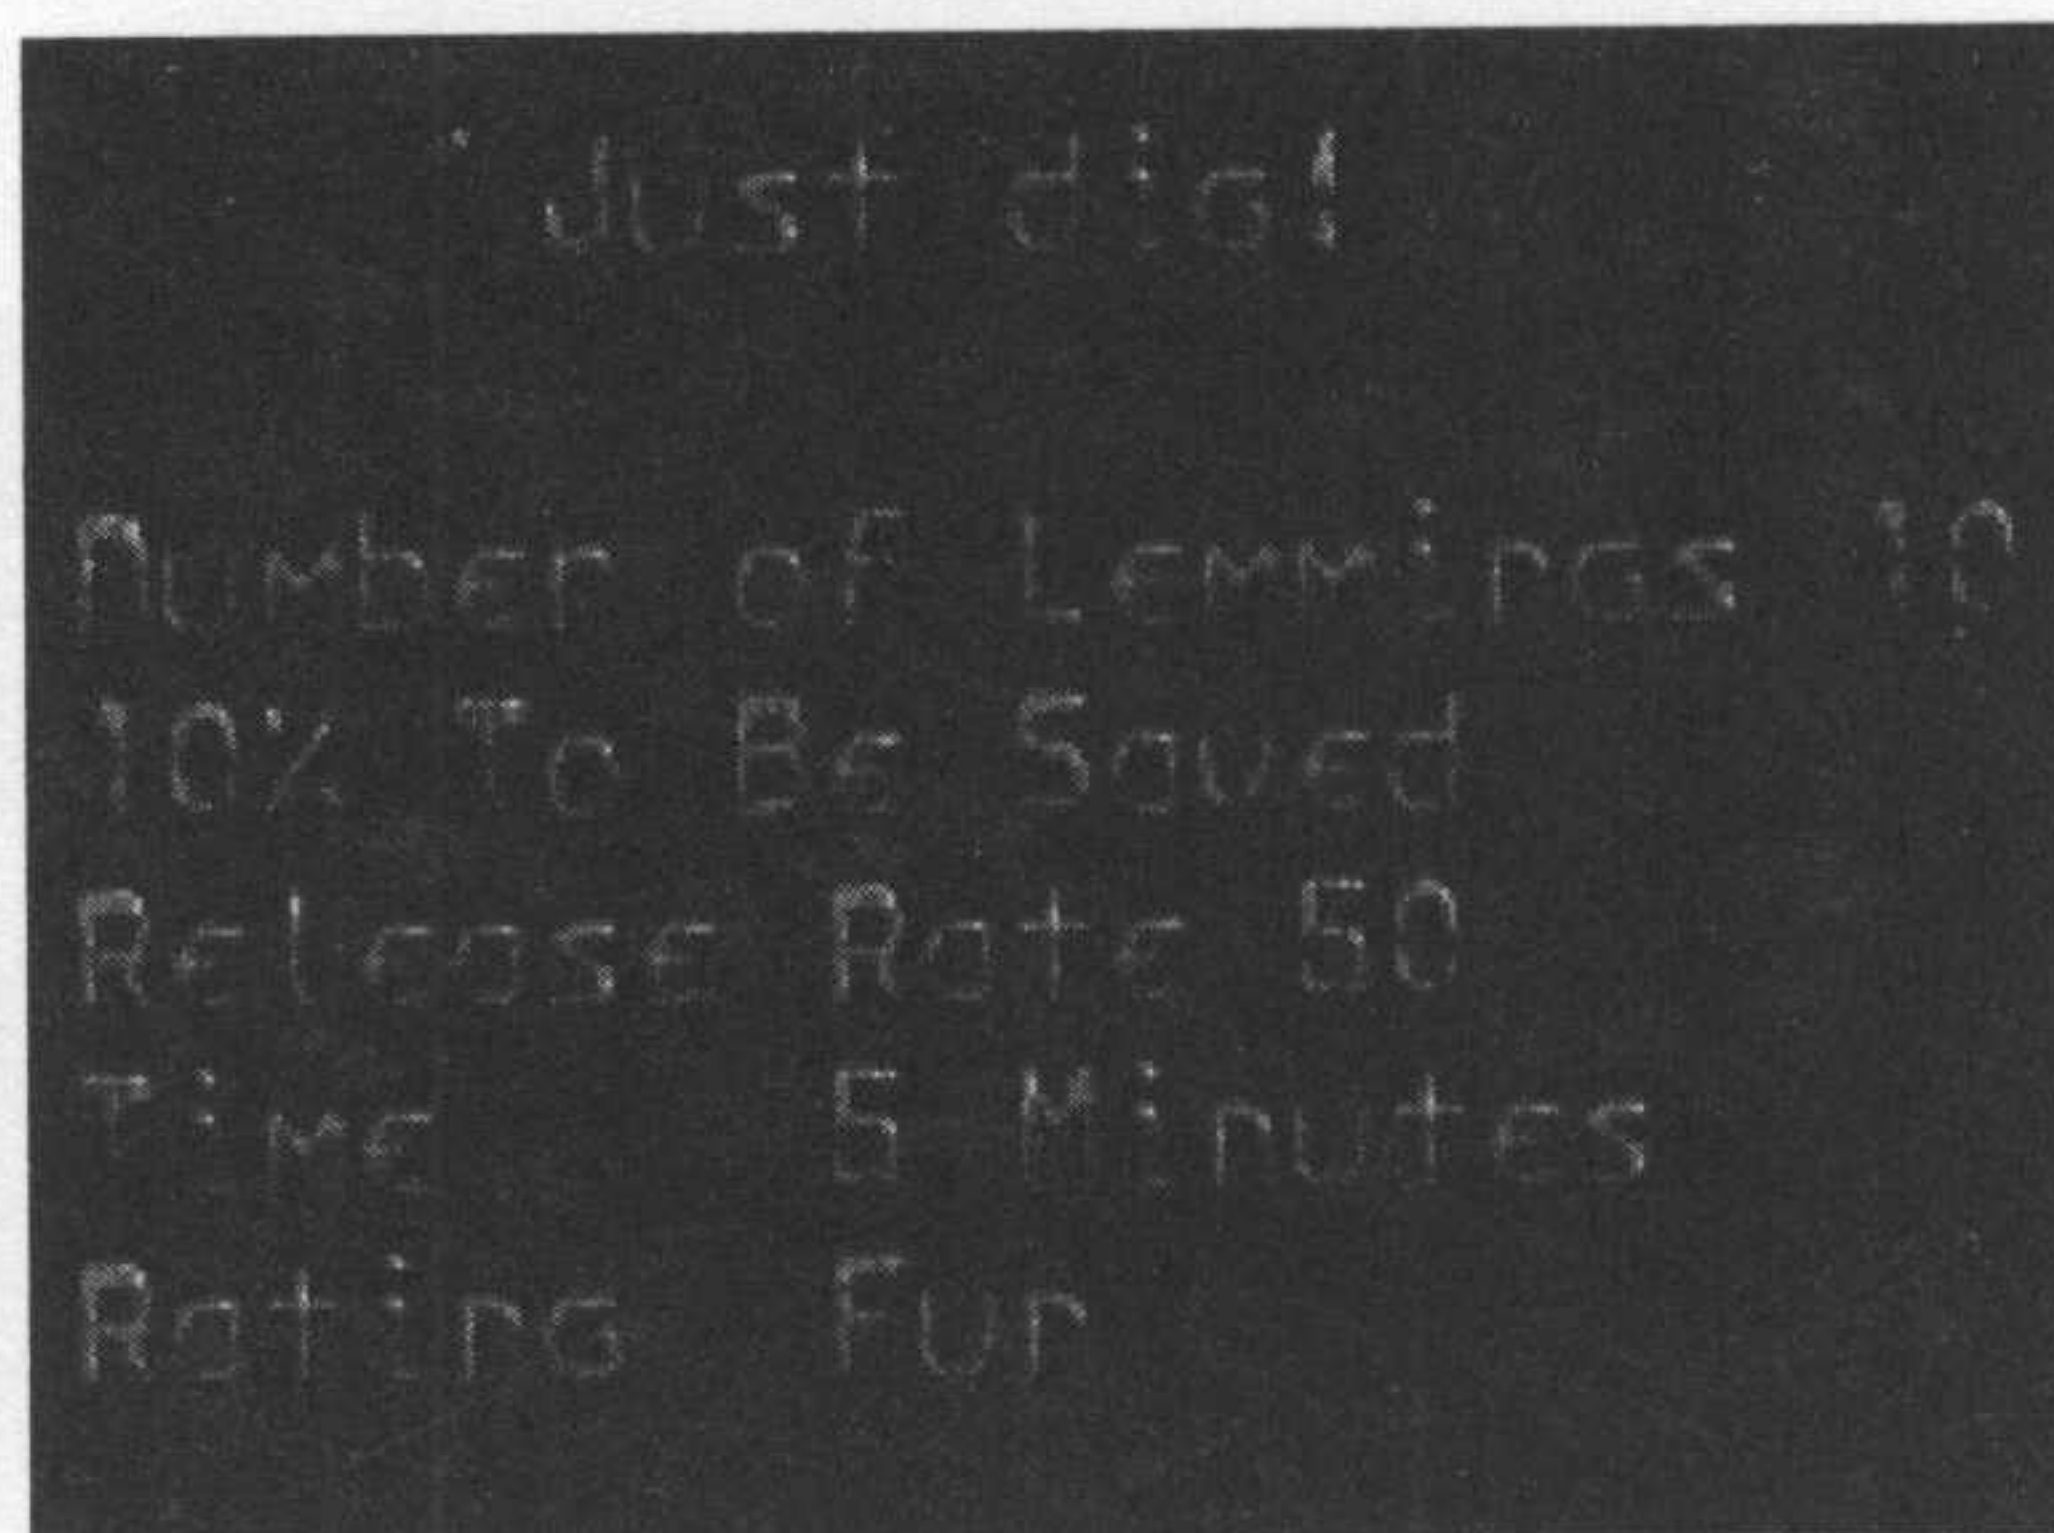 Just dig!
Number of Lemmings 10
10% To Be Saved
Release Rate 50
Time 5 Minutes
Rating Fun